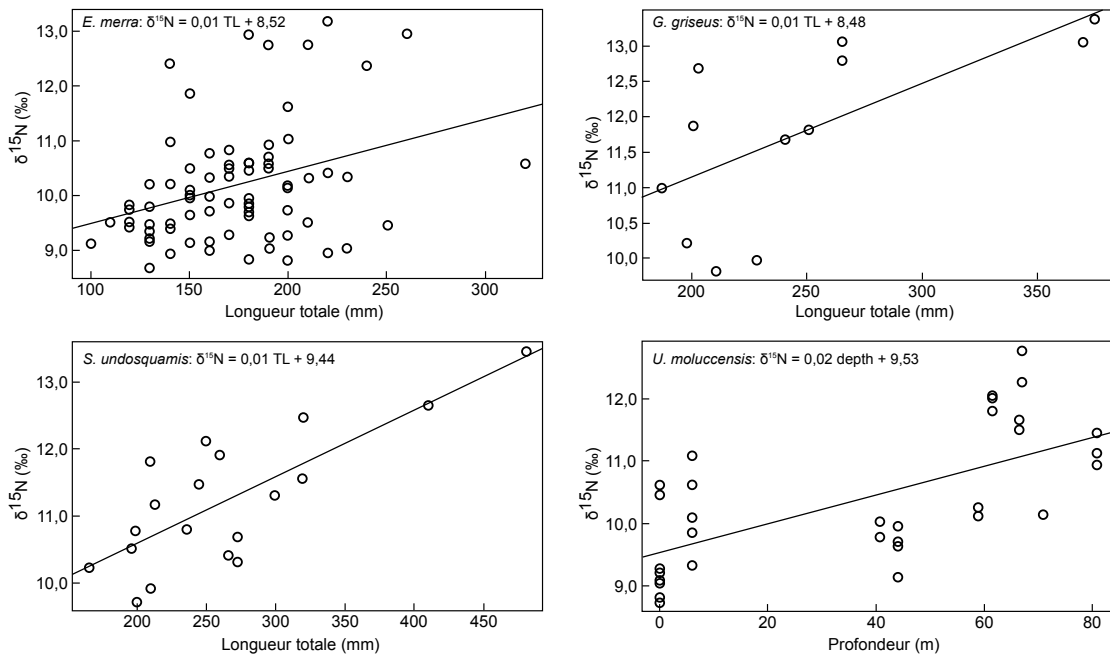 E. merra: δ¹⁵N = 0,01 TL + 8,52
13,0
12,0
11,0
10,0
9,0
δ¹⁵N (‰)
100 150 200 250 300
Longueur totale (mm)
G. griseus: δ¹⁵N = 0,01 TL + 8,48
13,0
12,5
12,0
11,5
11,0
10,5
10,0
δ¹⁵N (‰)
200 250 300 350
Longueur totale (mm)
S. undosquamis: δ¹⁵N = 0,01 TL + 9,44
13,0
12,0
11,0
10,0
δ¹⁵N (‰)
200 250 300 350 400 450
Longueur totale (mm)
U. moluccensis: δ¹⁵N = 0,02 depth + 9,53
12,0
11,0
10,0
9,0
δ¹⁵N (‰)
0 20 40 60 80
Profondeur (m)